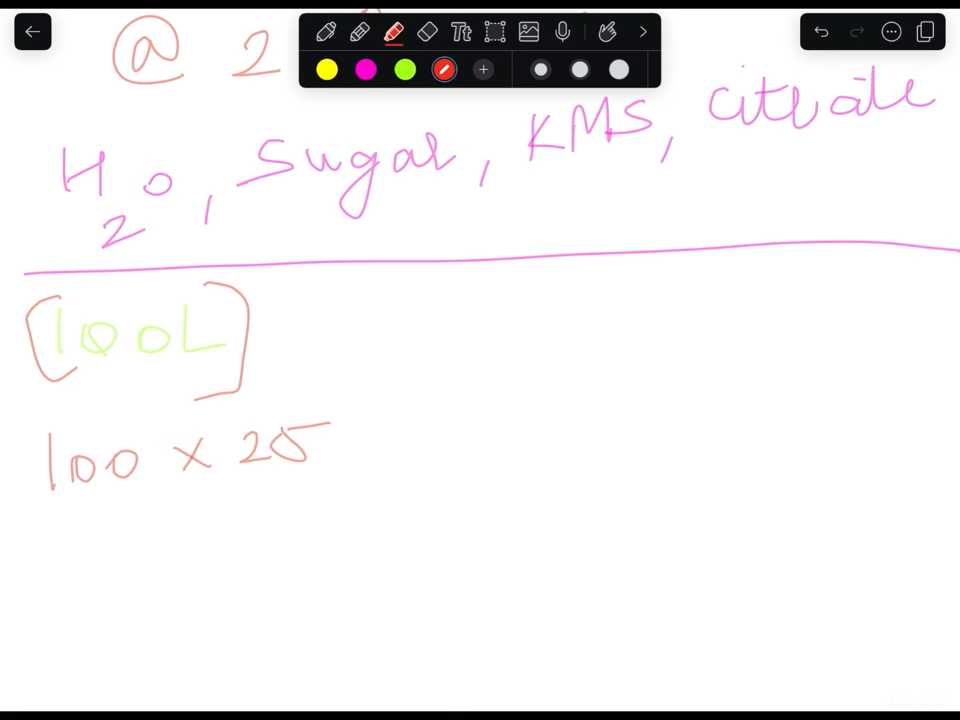 @ 2
H2O, Sugar, KMS, Citrate
[100L]
100 × 25